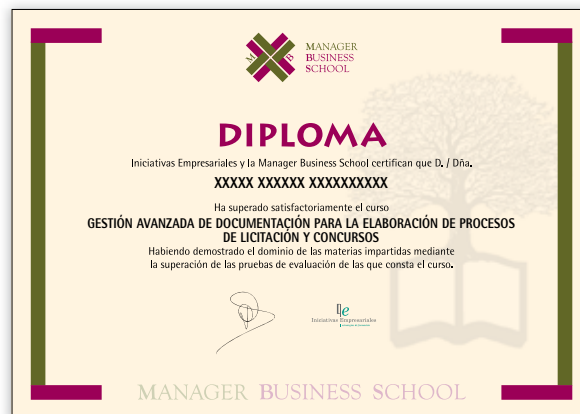 M B
MANAGER
BUSINESS
SCHOOL
DIPLOMA
Iniciativas Empresariales y la Manager Business School certifican que D. / Dña.
XXXXX XXXXXX XXXXXXXXXX
Ha superado satisfactoriamente el curso
GESTIÓN AVANZADA DE DOCUMENTACIÓN PARA LA ELABORACIÓN DE PROCESOS
DE LICITACIÓN Y CONCURSOS
Habiendo demostrado el dominio de las materias impartidas mediante
la superación de las pruebas de evaluación de las que consta el curso.
Iniciativas Empresariales
MANAGER BUSINESS SCHOOL